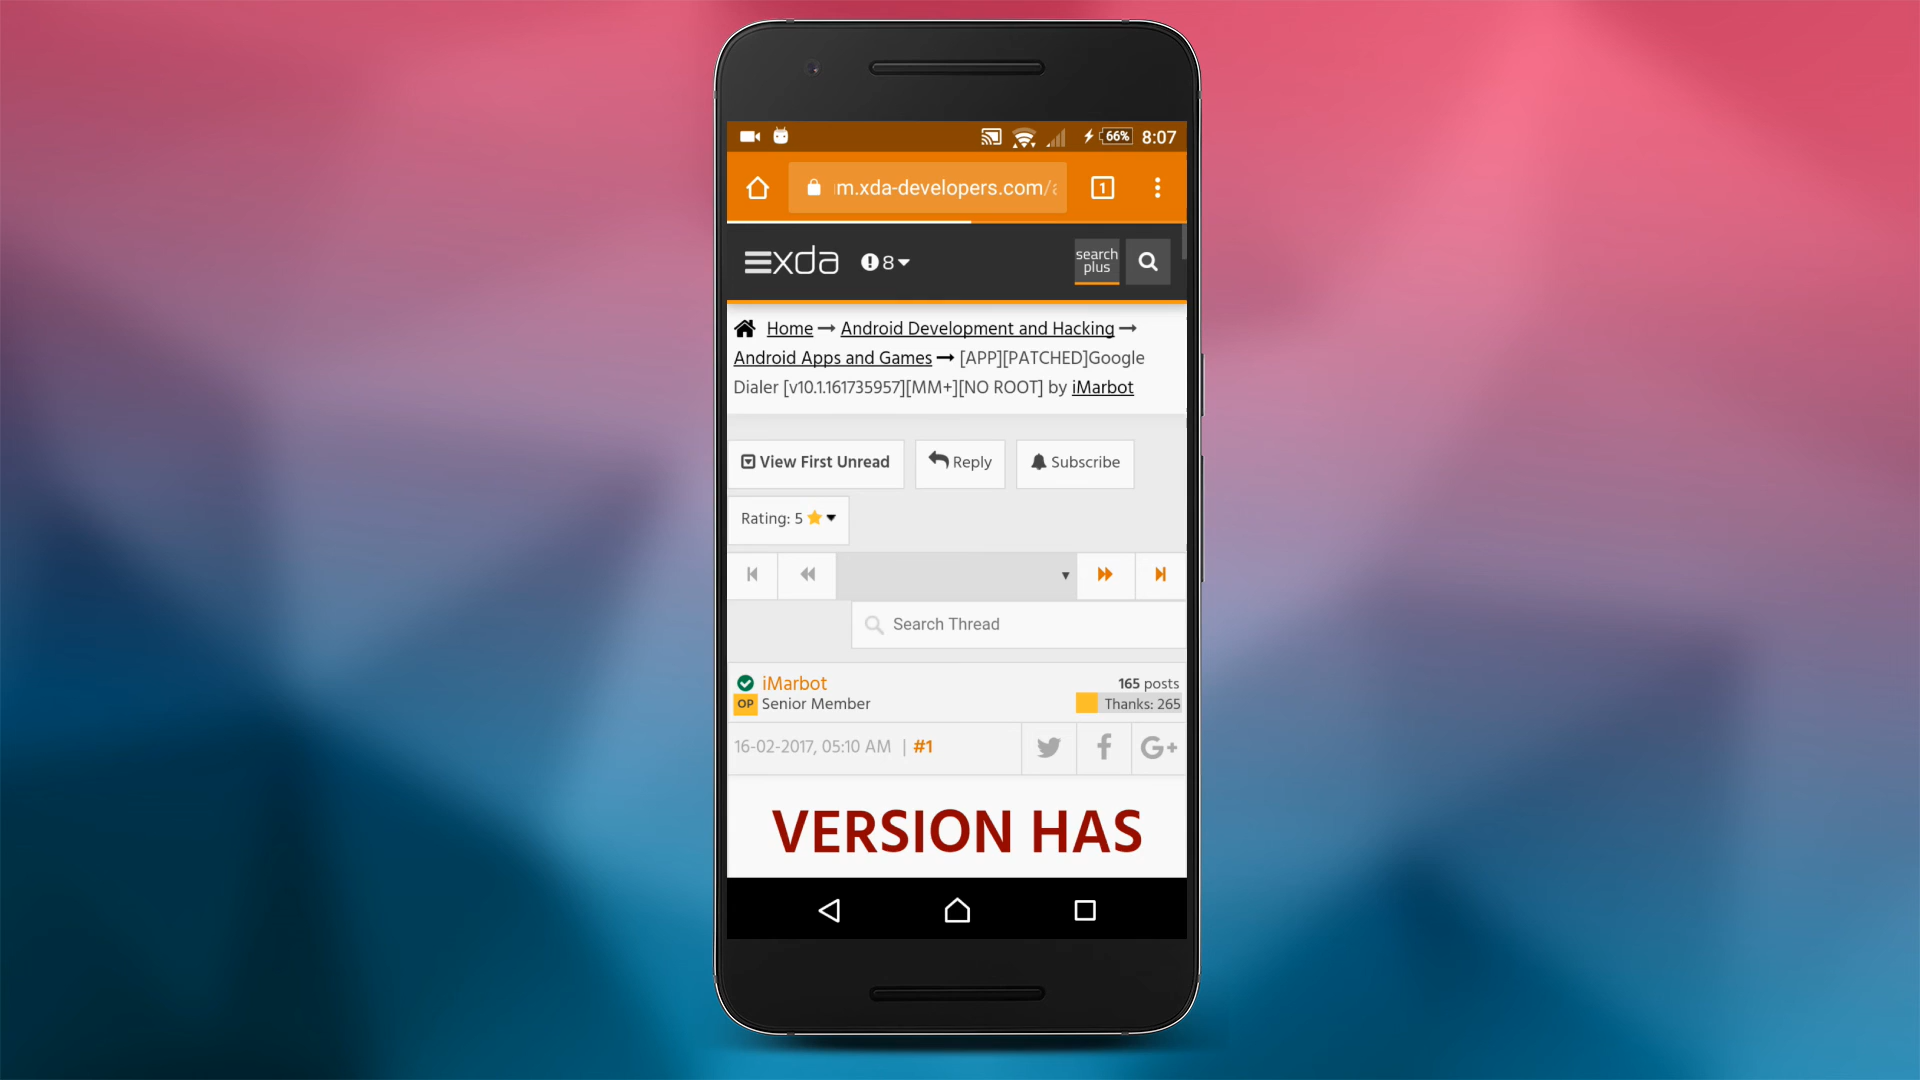 66% 8:07
m.xda-developers.com/a
1
xda 8 search plus
Home → Android Development and Hacking →
Android Apps and Games → [APP][PATCHED]Google
Dialer [v10.1.161735957][MM+][NO ROOT] by iMarbot
View First Unread Reply Subscribe
Rating: 5
Search Thread
iMarbot 165 posts
OP Senior Member Thanks: 265
16-02-2017, 05:10 AM | #1 G+
VERSION HAS